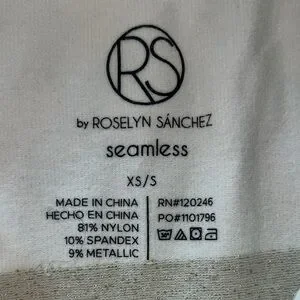 RS
by ROSELYN SÁNCHEZ
seamless
XS/S
MADE IN CHINA
HECHO EN CHINA
81% NYLON
10% SPANDEX
9% METALLIC
RN#120246
PO#1101796
30°